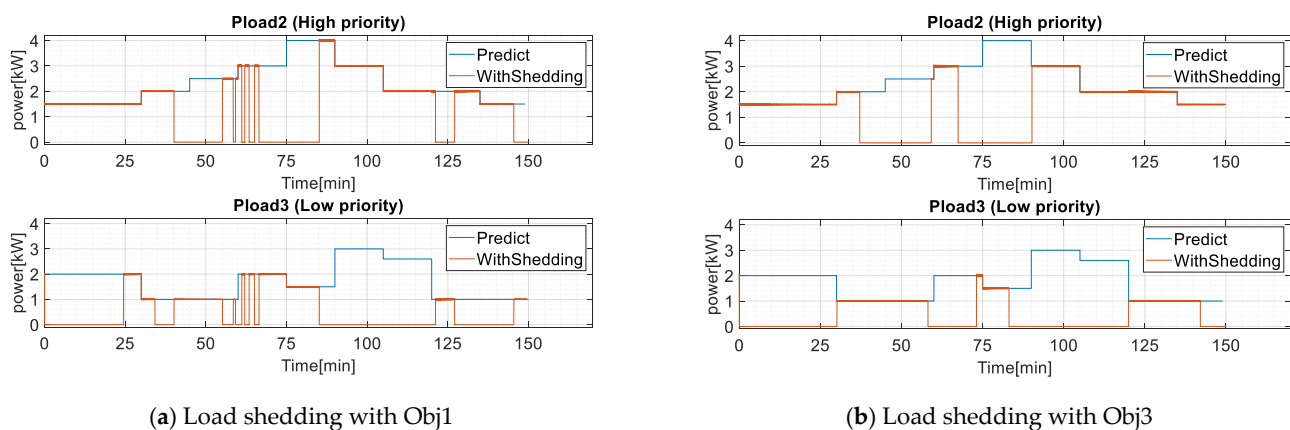 Pload2 (High priority)
power[kW]
4
3
2
1
0
Predict
WithShedding
0 25 50 75 100 125 150
Time[min]
Pload3 (Low priority)
power[kW]
4
3
2
1
0
Predict
WithShedding
0 25 50 75 100 125 150
Time[min]
(a) Load shedding with Obj1
Pload2 (High priority)
power[kW]
4
3
2
1
0
Predict
WithShedding
0 25 50 75 100 125 150
Time[min]
Pload3 (Low priority)
power[kW]
4
3
2
1
0
Predict
WithShedding
0 25 50 75 100 125 150
Time[min]
(b) Load shedding with Obj3